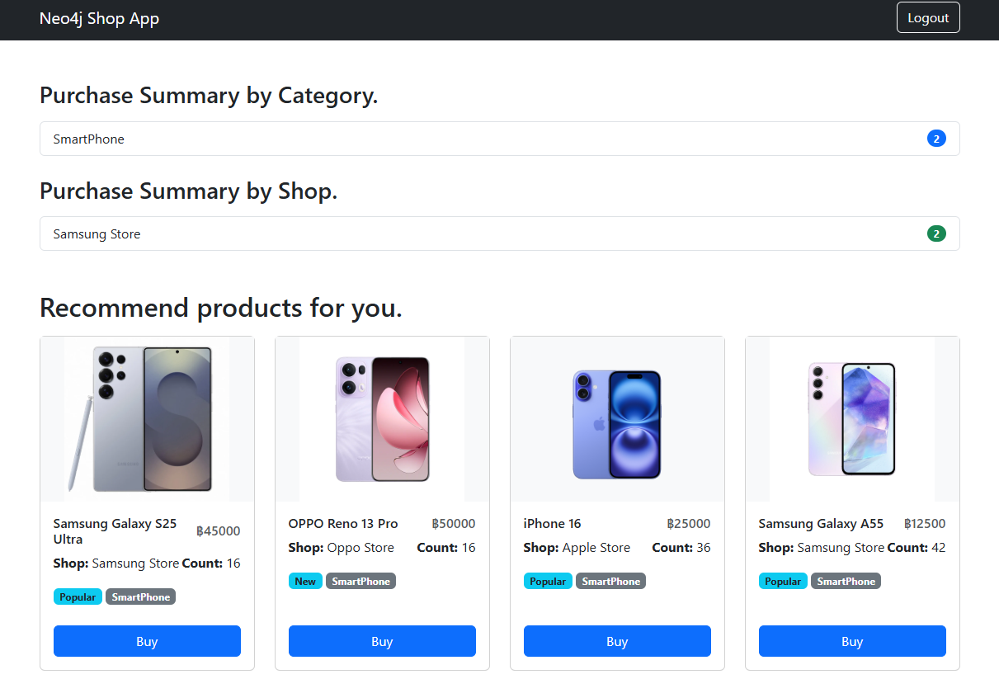 Neo4j Shop App
Logout
Purchase Summary by Category.
SmartPhone 2
Purchase Summary by Shop.
Samsung Store 2
Recommend products for you.
Samsung Galaxy S25
Ultra
฿45000
Shop: Samsung Store Count: 16
Popular SmartPhone
Buy
OPPO Reno 13 Pro ฿50000
Shop: Oppo Store Count: 16
New SmartPhone
Buy
iPhone 16 ฿25000
Shop: Apple Store Count: 36
Popular SmartPhone
Buy
Samsung Galaxy A55 ฿12500
Shop: Samsung Store Count: 42
Popular SmartPhone
Buy